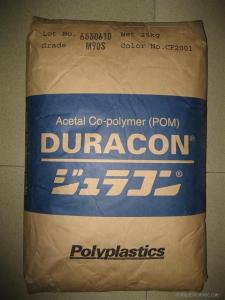 Lot No. 6530610 Net 25kg
Grade M90S Color No. CF2001
Acetal Co-polymer (POM)
DURACON®
ジュラコン®
Polyplastics